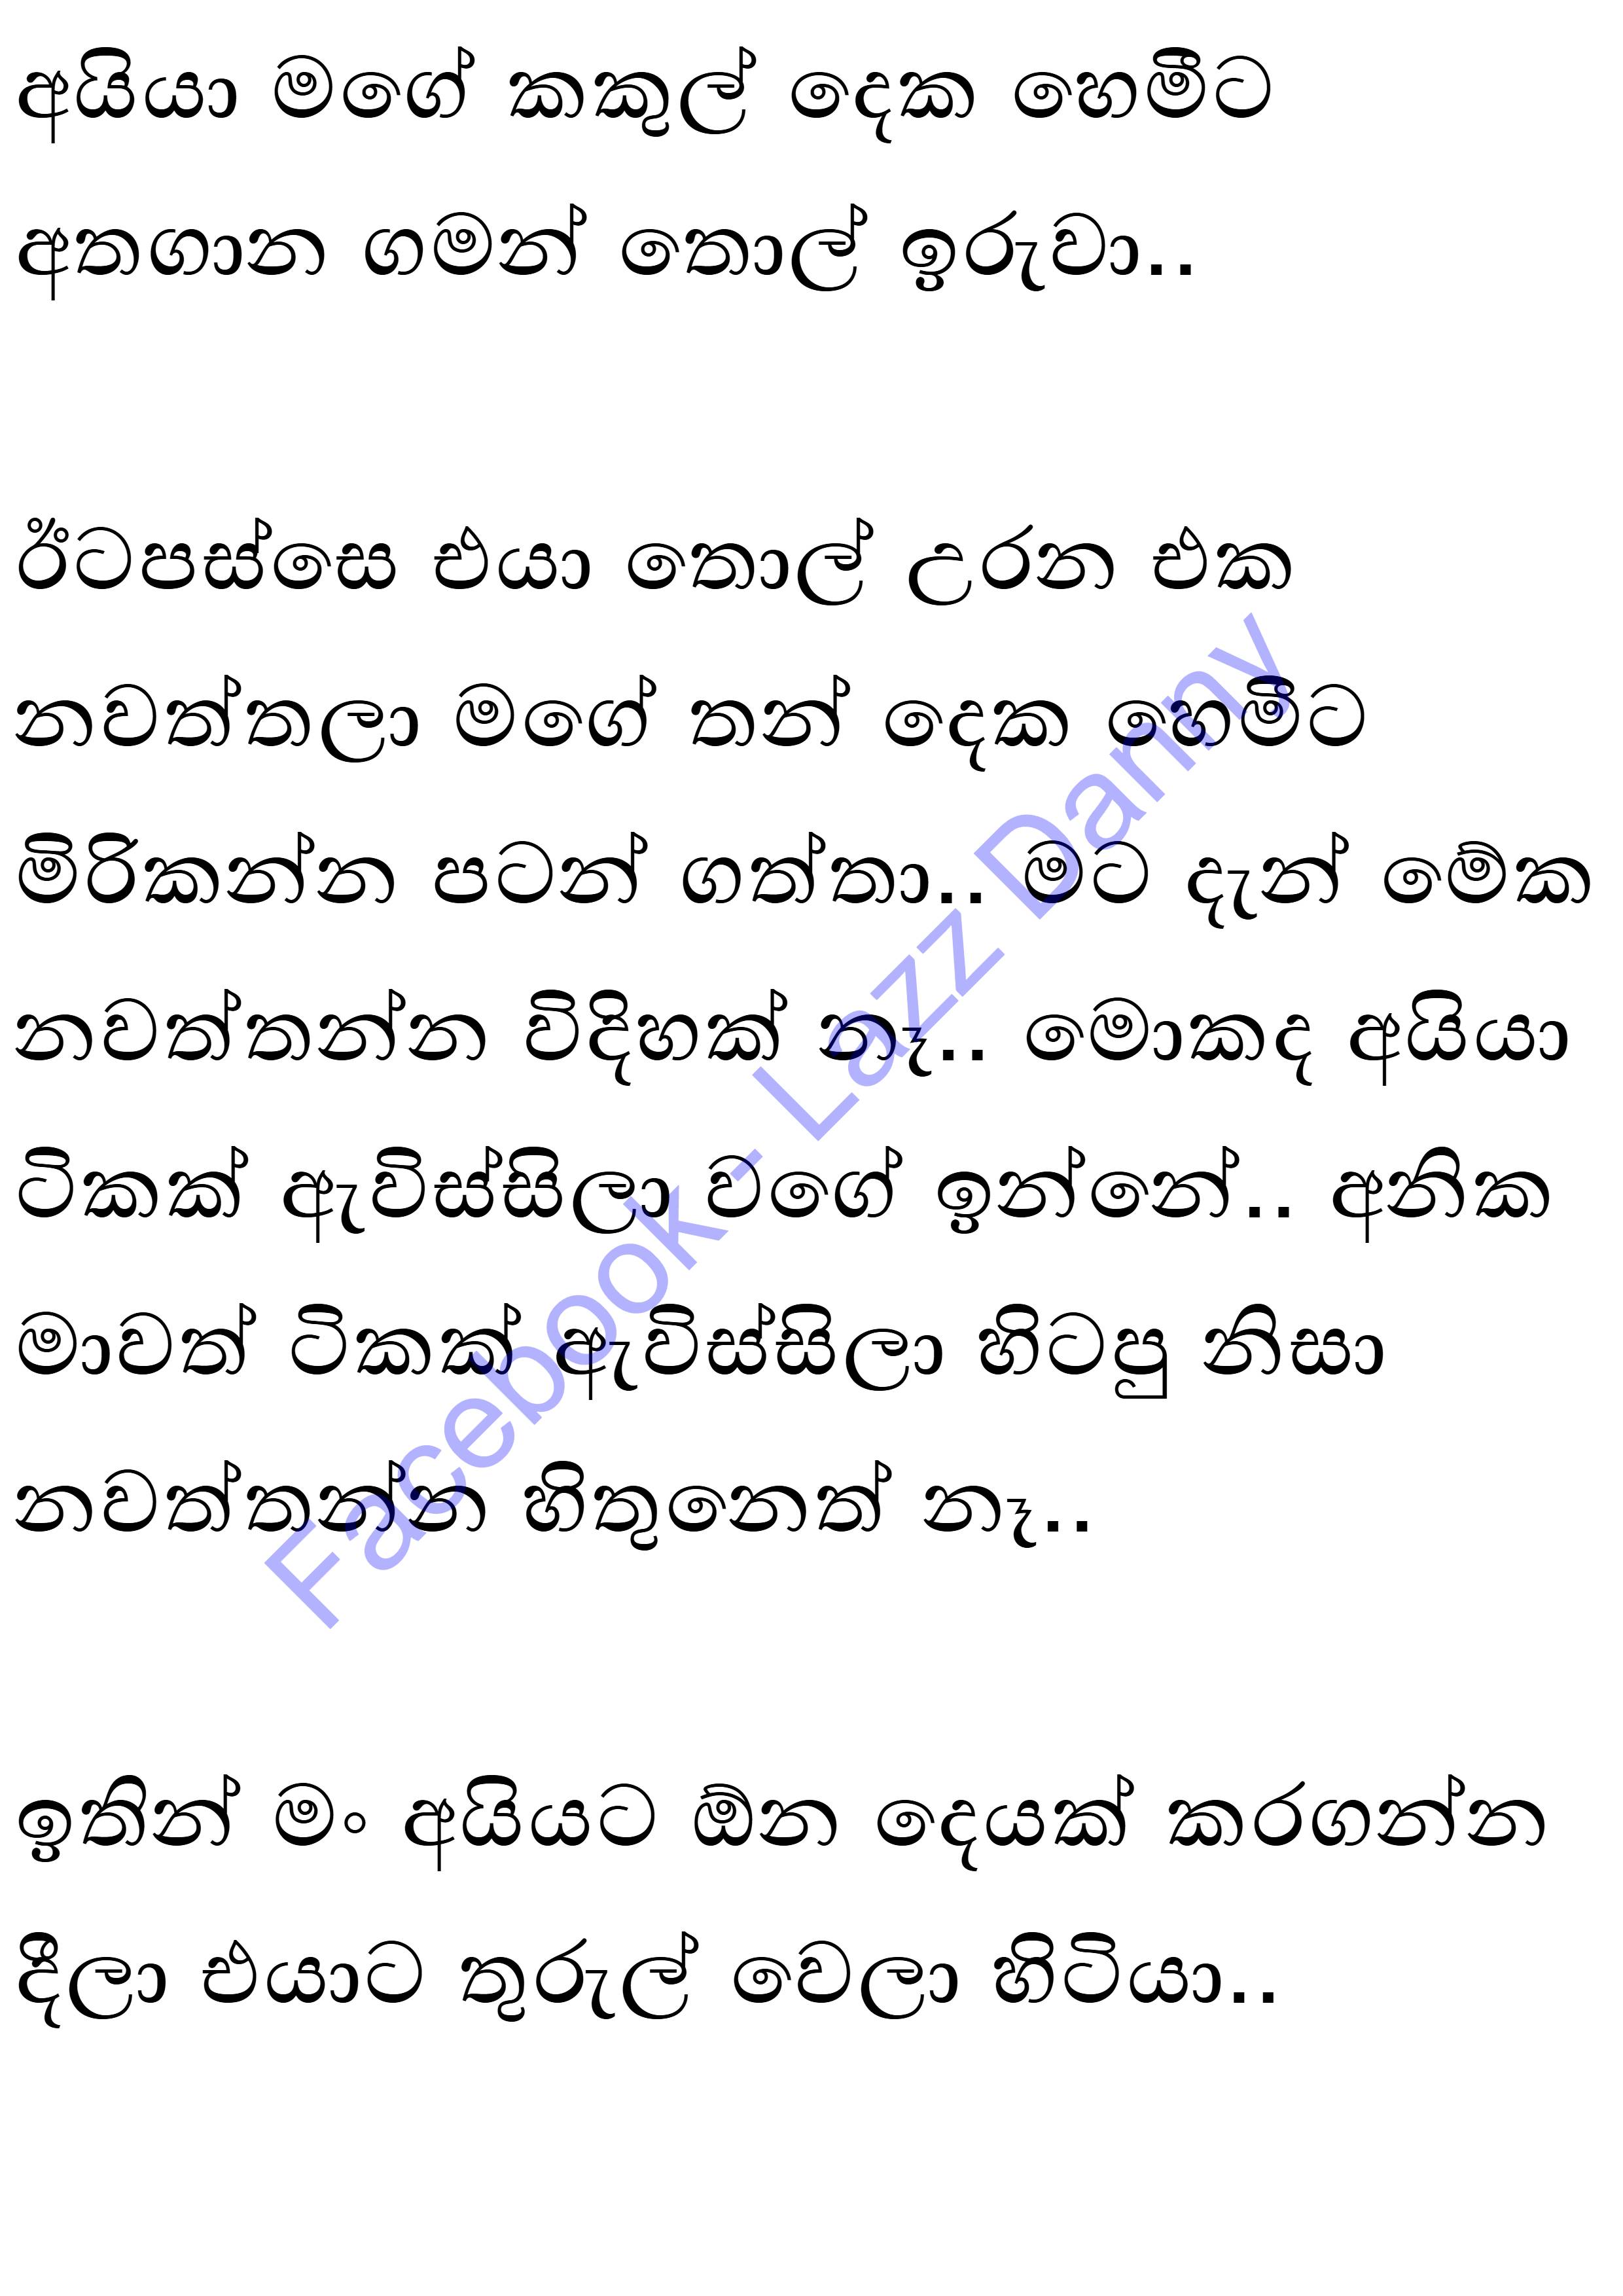 අයියා මගේ කකුල් දෙක හෙමීට
අතගාන ගමන් තොල් ඉරුවා..
ඊටපස්සෙ එයා තොල් උරන එක
නවත්තලා මගේ තන් දෙක හෙමීට
මිරිකන්න පටන් ගත්තා.. මට දැන් මේක
නවත්තන්න විදිහක් නෑ.. මොකද අයියා
ටිකක් ඇවිස්සිලා වගේ ඉන්නේ.. අනික
මාවත් ටිකක් ඇවිස්සිලා හිටපු නිසා
නවත්තන්න හිතුනෙත් නෑ..
ඉතින් මං අයියට ඕන දෙයක් කරගන්න
දීලා එයාට තුරුල් වෙලා හිටියා..
Facebook - Lazz Danny